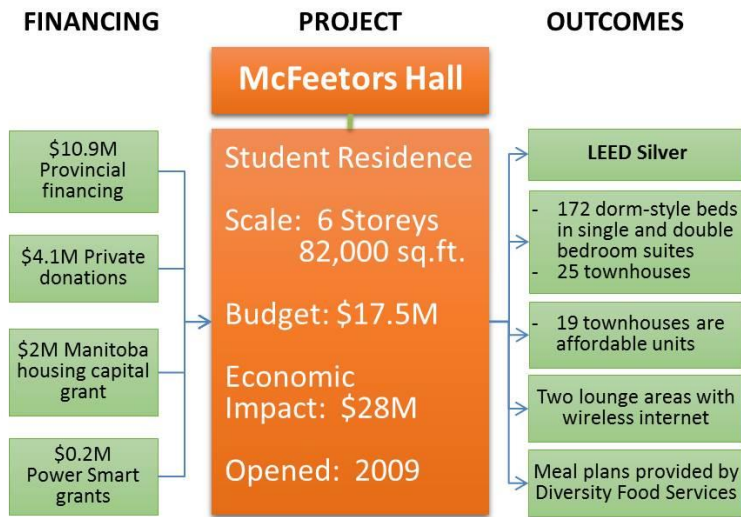 FINANCING
PROJECT
OUTCOMES
McFeetors Hall
$10.9M
Provincial
financing
$4.1M Private
donations
$2M Manitoba
housing capital
grant
$0.2M
Power Smart
grants
Student Residence
Scale: 6 Storeys
82,000 sq.ft.
Budget: $17.5M
Economic
Impact: $28M
Opened: 2009
LEED Silver
- 172 dorm-style beds
in single and double
bedroom suites
- 25 townhouses
- 19 townhouses are
affordable units
Two lounge areas with
wireless internet
Meal plans provided by
Diversity Food Services